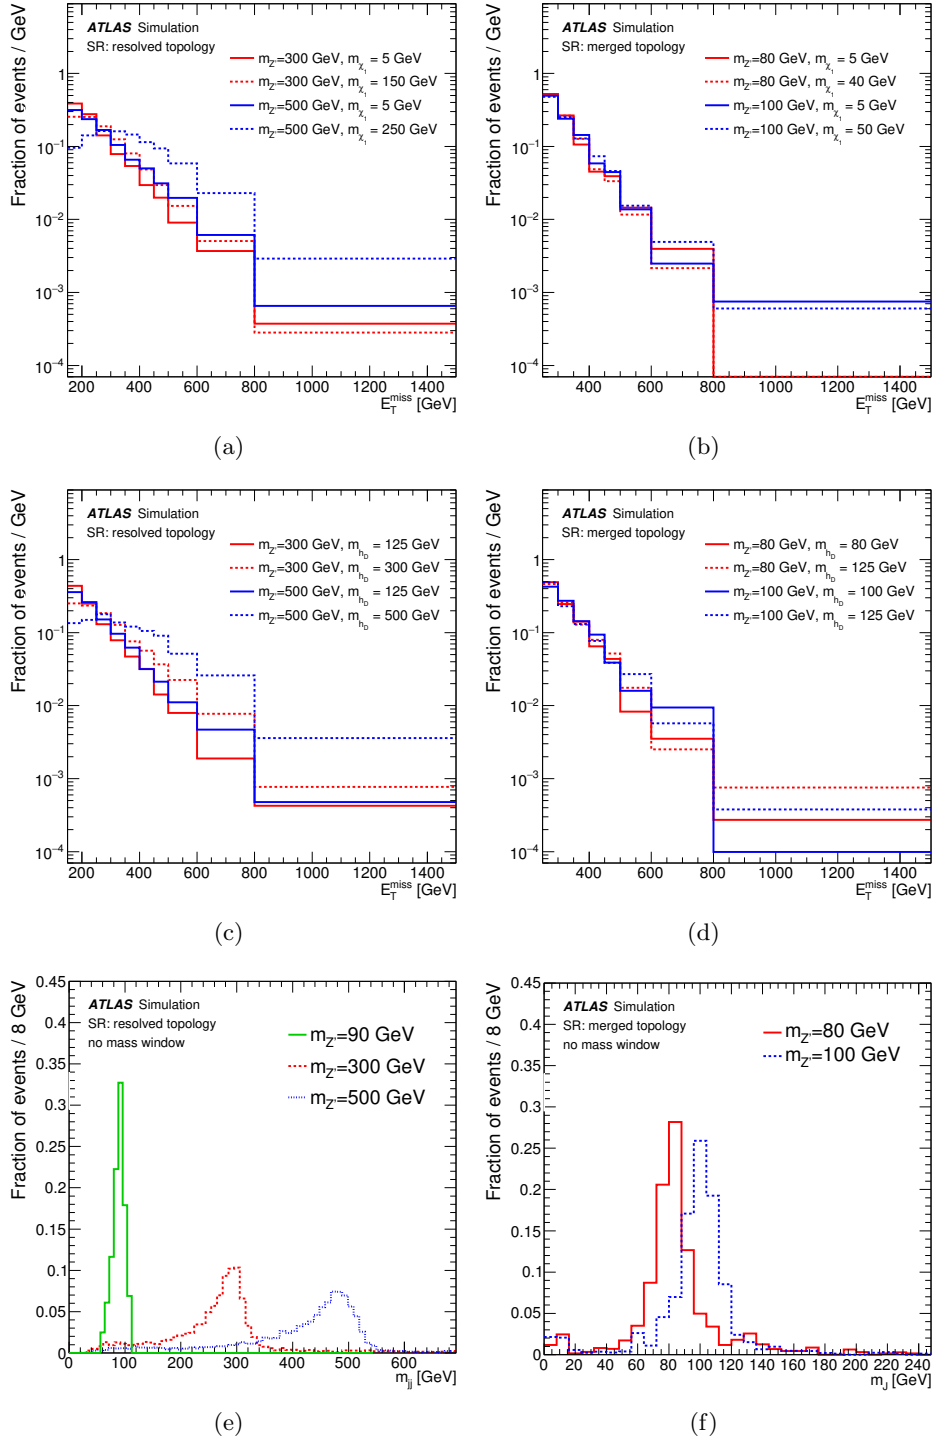 Fraction of events / GeV
ATLAS Simulation
SR: resolved topology
m_Z'=300 GeV, m_χ₁ = 5 GeV
m_Z'=300 GeV, m_χ₁ = 150 GeV
m_Z'=500 GeV, m_χ₁ = 5 GeV
m_Z'=500 GeV, m_χ₁ = 250 GeV
1
10⁻¹
10⁻²
10⁻³
10⁻⁴
200 400 600 800 1000 1200 1400
E_T^miss [GeV]
(a)
Fraction of events / GeV
ATLAS Simulation
SR: merged topology
m_Z'=80 GeV, m_χ₁ = 5 GeV
m_Z'=80 GeV, m_χ₁ = 40 GeV
m_Z'=100 GeV, m_χ₁ = 5 GeV
m_Z'=100 GeV, m_χ₁ = 50 GeV
1
10⁻¹
10⁻²
10⁻³
10⁻⁴
400 600 800 1000 1200 1400
E_T^miss [GeV]
(b)
Fraction of events / GeV
ATLAS Simulation
SR: resolved topology
m_Z'=300 GeV, m_h_D = 125 GeV
m_Z'=300 GeV, m_h_D = 300 GeV
m_Z'=500 GeV, m_h_D = 125 GeV
m_Z'=500 GeV, m_h_D = 500 GeV
1
10⁻¹
10⁻²
10⁻³
10⁻⁴
200 400 600 800 1000 1200 1400
E_T^miss [GeV]
(c)
Fraction of events / GeV
ATLAS Simulation
SR: merged topology
m_Z'=80 GeV, m_h_D = 80 GeV
m_Z'=80 GeV, m_h_D = 125 GeV
m_Z'=100 GeV, m_h_D = 100 GeV
m_Z'=100 GeV, m_h_D = 125 GeV
1
10⁻¹
10⁻²
10⁻³
10⁻⁴
400 600 800 1000 1200 1400
E_T^miss [GeV]
(d)
Fraction of events / 8 GeV
ATLAS Simulation
SR: resolved topology
no mass window
m_Z'=90 GeV
m_Z'=300 GeV
m_Z'=500 GeV
0.45
0.4
0.35
0.3
0.25
0.2
0.15
0.1
0.05
0
0 100 200 300 400 500 600
m_jj [GeV]
(e)
Fraction of events / 8 GeV
ATLAS Simulation
SR: merged topology
no mass window
m_Z'=80 GeV
m_Z'=100 GeV
0.45
0.4
0.35
0.3
0.25
0.2
0.15
0.1
0.05
0
0 20 40 60 80 100 120 140 160 180 200 220 240
m_J [GeV]
(f)